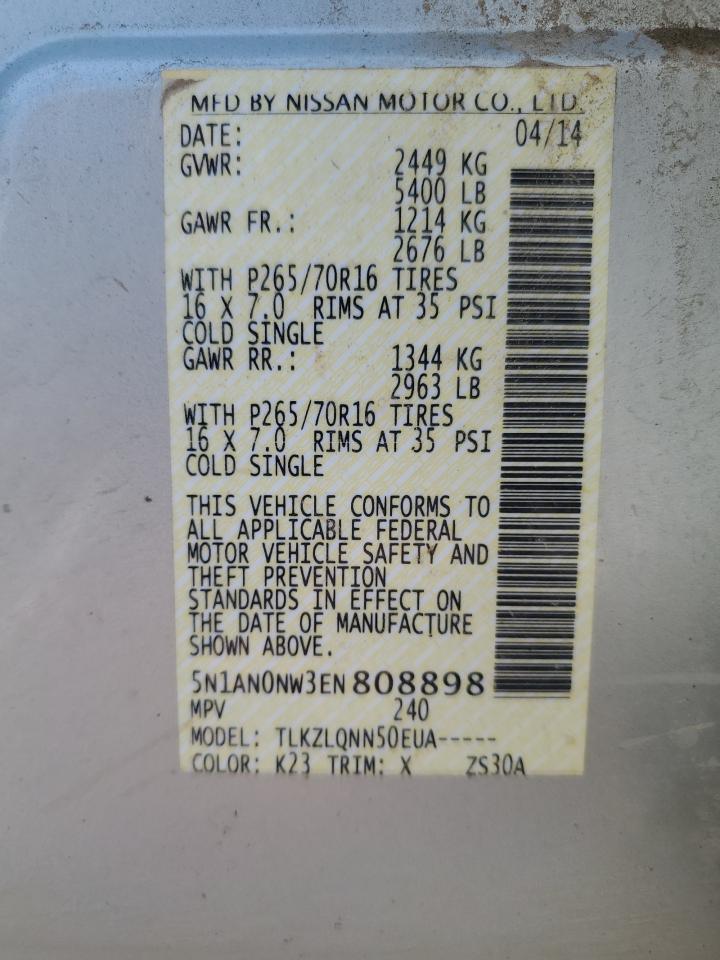 MFD BY NISSAN MOTOR CO., LTD.
DATE: 04/14
GVWR: 2449 KG
5400 LB
GAWR FR.: 1214 KG
2676 LB
WITH P265/70R16 TIRES
16 X 7.0 RIMS AT 35 PSI
COLD SINGLE
GAWR RR.: 1344 KG
2963 LB
WITH P265/70R16 TIRES
16 X 7.0 RIMS AT 35 PSI
COLD SINGLE
THIS VEHICLE CONFORMS TO
ALL APPLICABLE FEDERAL
MOTOR VEHICLE SAFETY AND
THEFT PREVENTION
STANDARDS IN EFFECT ON
THE DATE OF MANUFACTURE
SHOWN ABOVE.
5N1AN0NW3EN808898
MPV 240
MODEL: TLKZLQNN50EUA-----
COLOR: K23 TRIM: X ZS30A